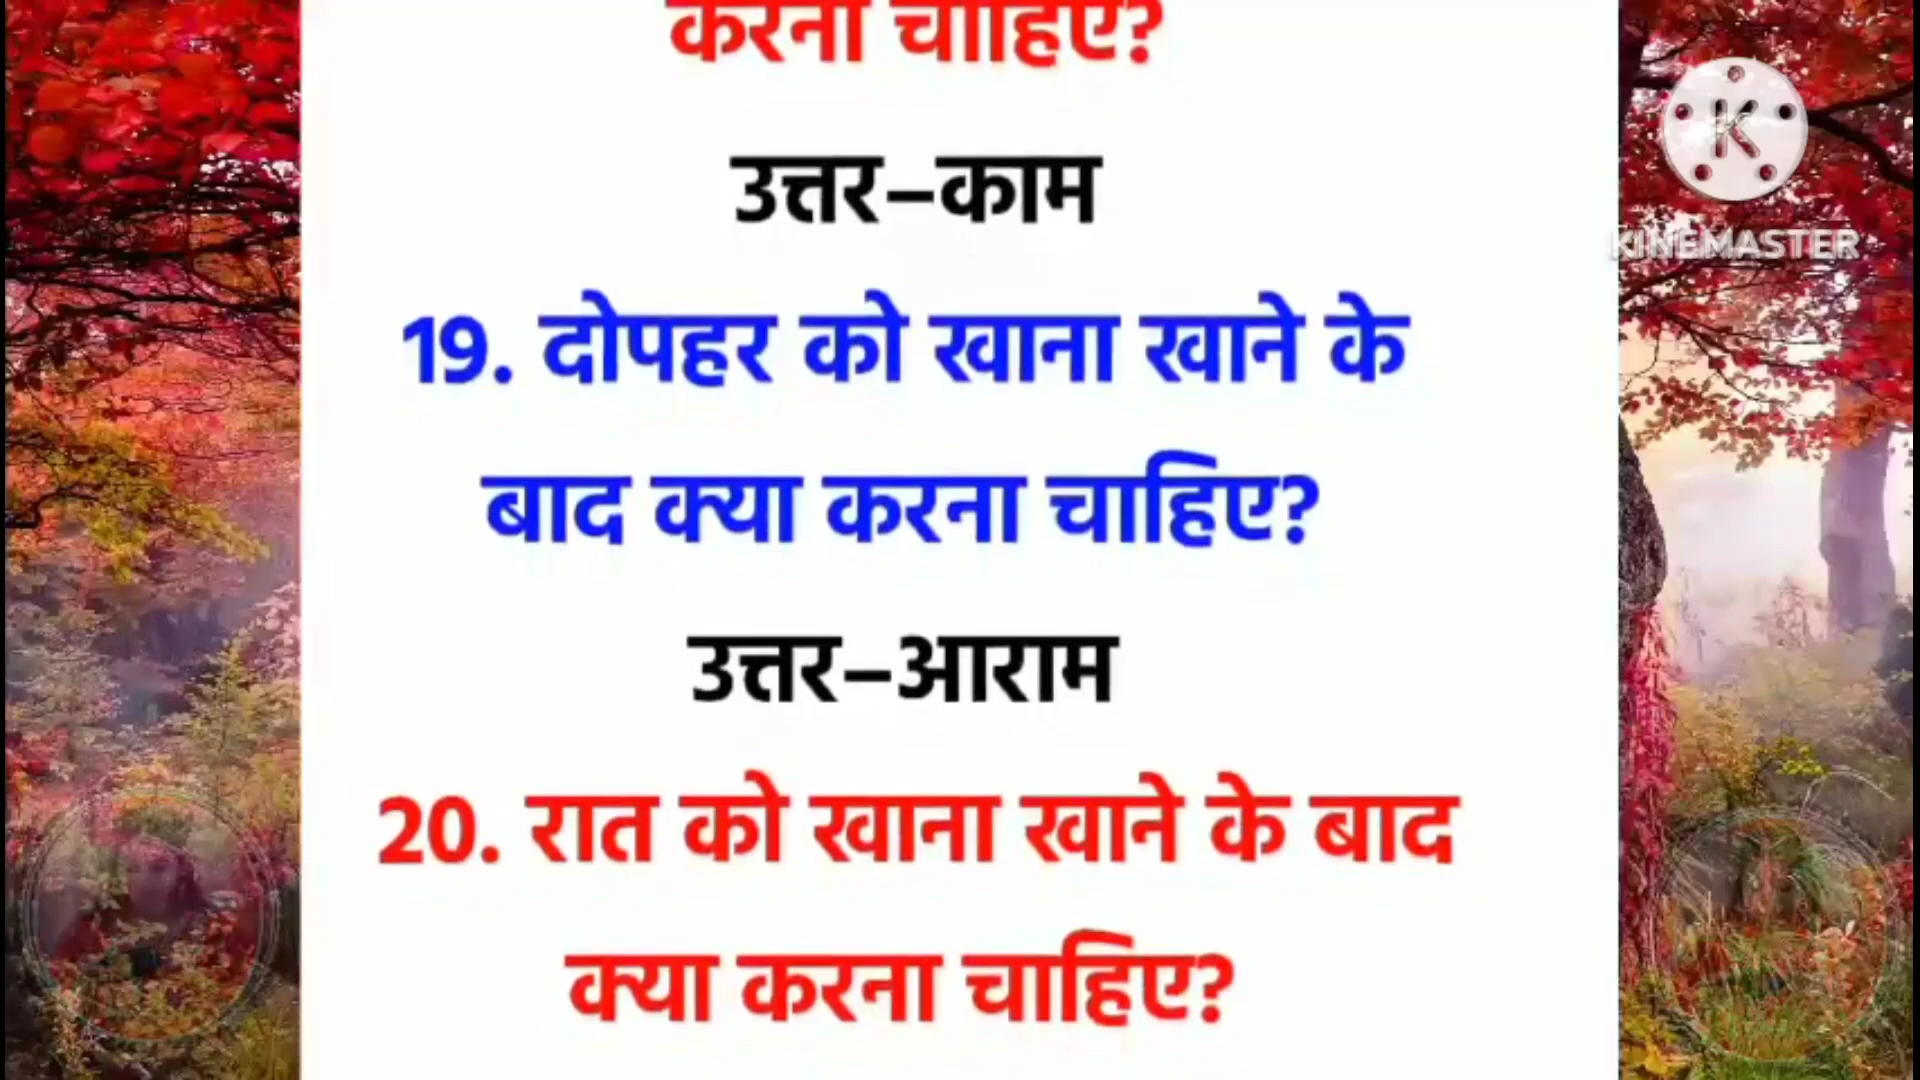 करना चाहिए?
उत्तर–काम
19. दोपहर को खाना खाने के
बाद क्या करना चाहिए?
उत्तर–आराम
20. रात को खाना खाने के बाद
क्या करना चाहिए?
K
KINEMASTER